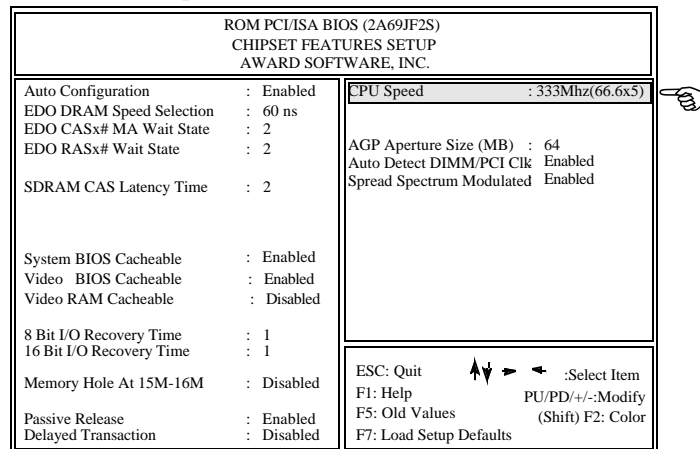 ROM PCI/ISA BIOS (2A69JF2S)
CHIPSET FEATURES SETUP
AWARD SOFTWARE, INC.
Auto Configuration : Enabled
EDO DRAM Speed Selection : 60 ns
EDO CASx# MA Wait State : 2
EDO RASx# Wait State : 2
SDRAM CAS Latency Time : 2
System BIOS Cacheable : Enabled
Video BIOS Cacheable : Enabled
Video RAM Cacheable : Disabled
8 Bit I/O Recovery Time : 1
16 Bit I/O Recovery Time : 1
Memory Hole At 15M-16M : Disabled
Passive Release : Enabled
Delayed Transaction : Disabled
CPU Speed : 333Mhz(66.6x5)
AGP Aperture Size (MB) : 64
Auto Detect DIMM/PCI Clk : Enabled
Spread Spectrum Modulated : Enabled
ESC: Quit :Select Item
F1: Help PU/PD/+/-:Modify
F5: Old Values (Shift) F2: Color
F7: Load Setup Defaults